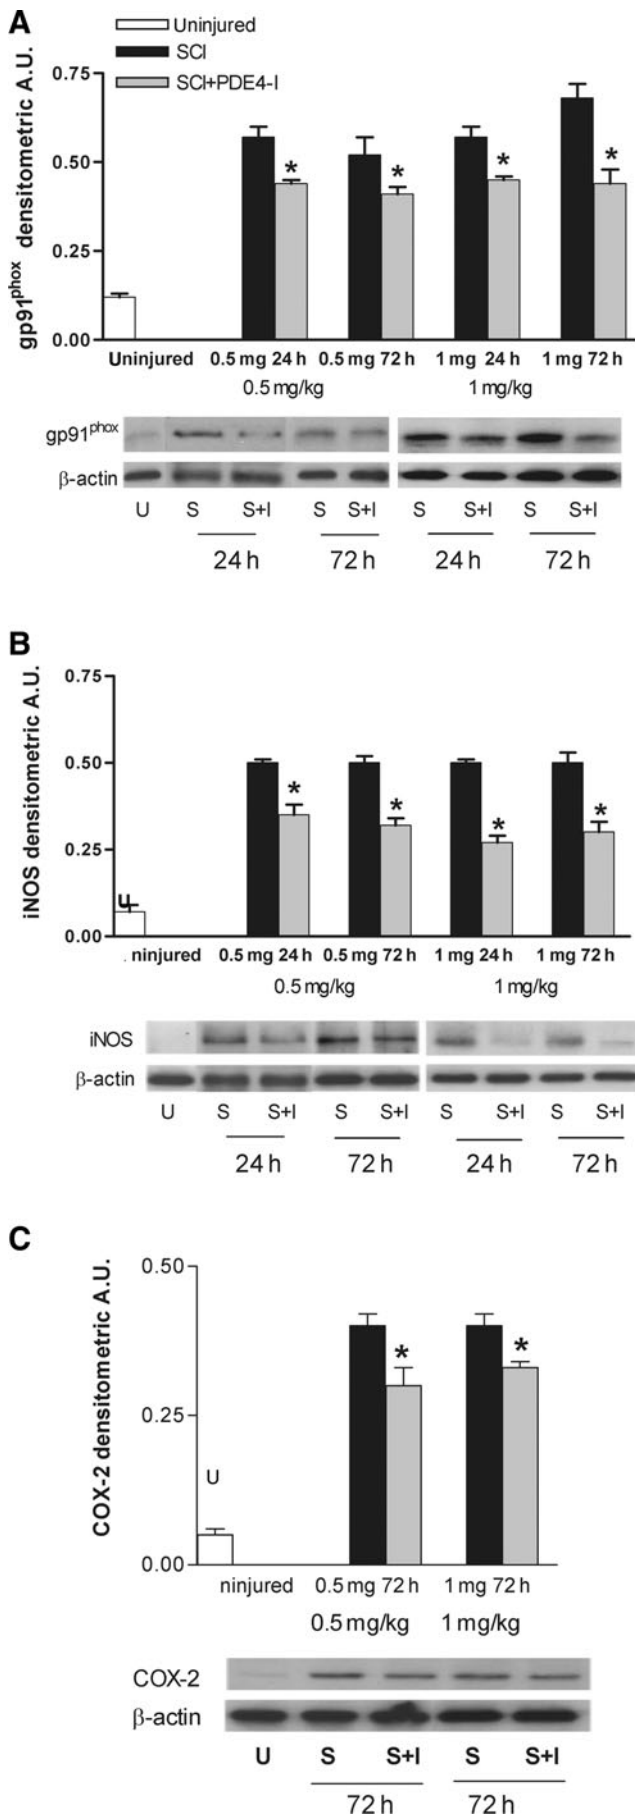 A
Uninjured
SCI
SCI+PDE4-I
gp91phox densitometric A.U.
0.75
0.50
0.25
0.00
* * * *
Uninjured 0.5 mg 24 h 0.5 mg 72 h 1 mg 24 h 1 mg 72 h
0.5 mg/kg 1 mg/kg
gp91phox
β-actin
U S S+I S S+I S S+I S S+I
24 h 72 h 24 h 72 h
B
iNOS densitometric A.U.
0.75
0.50
0.25
0.00
* * * *
U
. ninjured 0.5 mg 24 h 0.5 mg 72 h 1 mg 24 h 1 mg 72 h
0.5 mg/kg 1 mg/kg
iNOS
β-actin
U S S+I S S+I S S+I S S+I
24 h 72 h 24 h 72 h
C
COX-2 densitometric A.U.
0.50
0.25
0.00
* *
U
ninjured 0.5 mg 72 h 1 mg 72 h
0.5 mg/kg 1 mg/kg
COX-2
β-actin
U S S+I S S+I
72 h 72 h